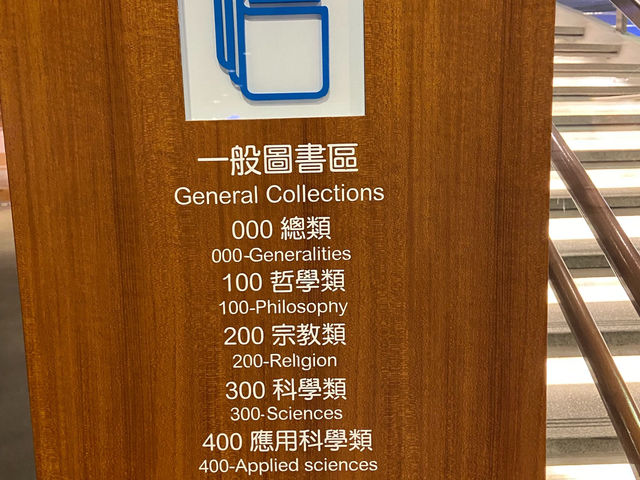 一般圖書區
General Collections
000 總類
000-Generalities
100 哲學類
100-Philosophy
200 宗教類
200-Religion
300 科學類
300-Sciences
400 應用科學類
400-Applied sciences